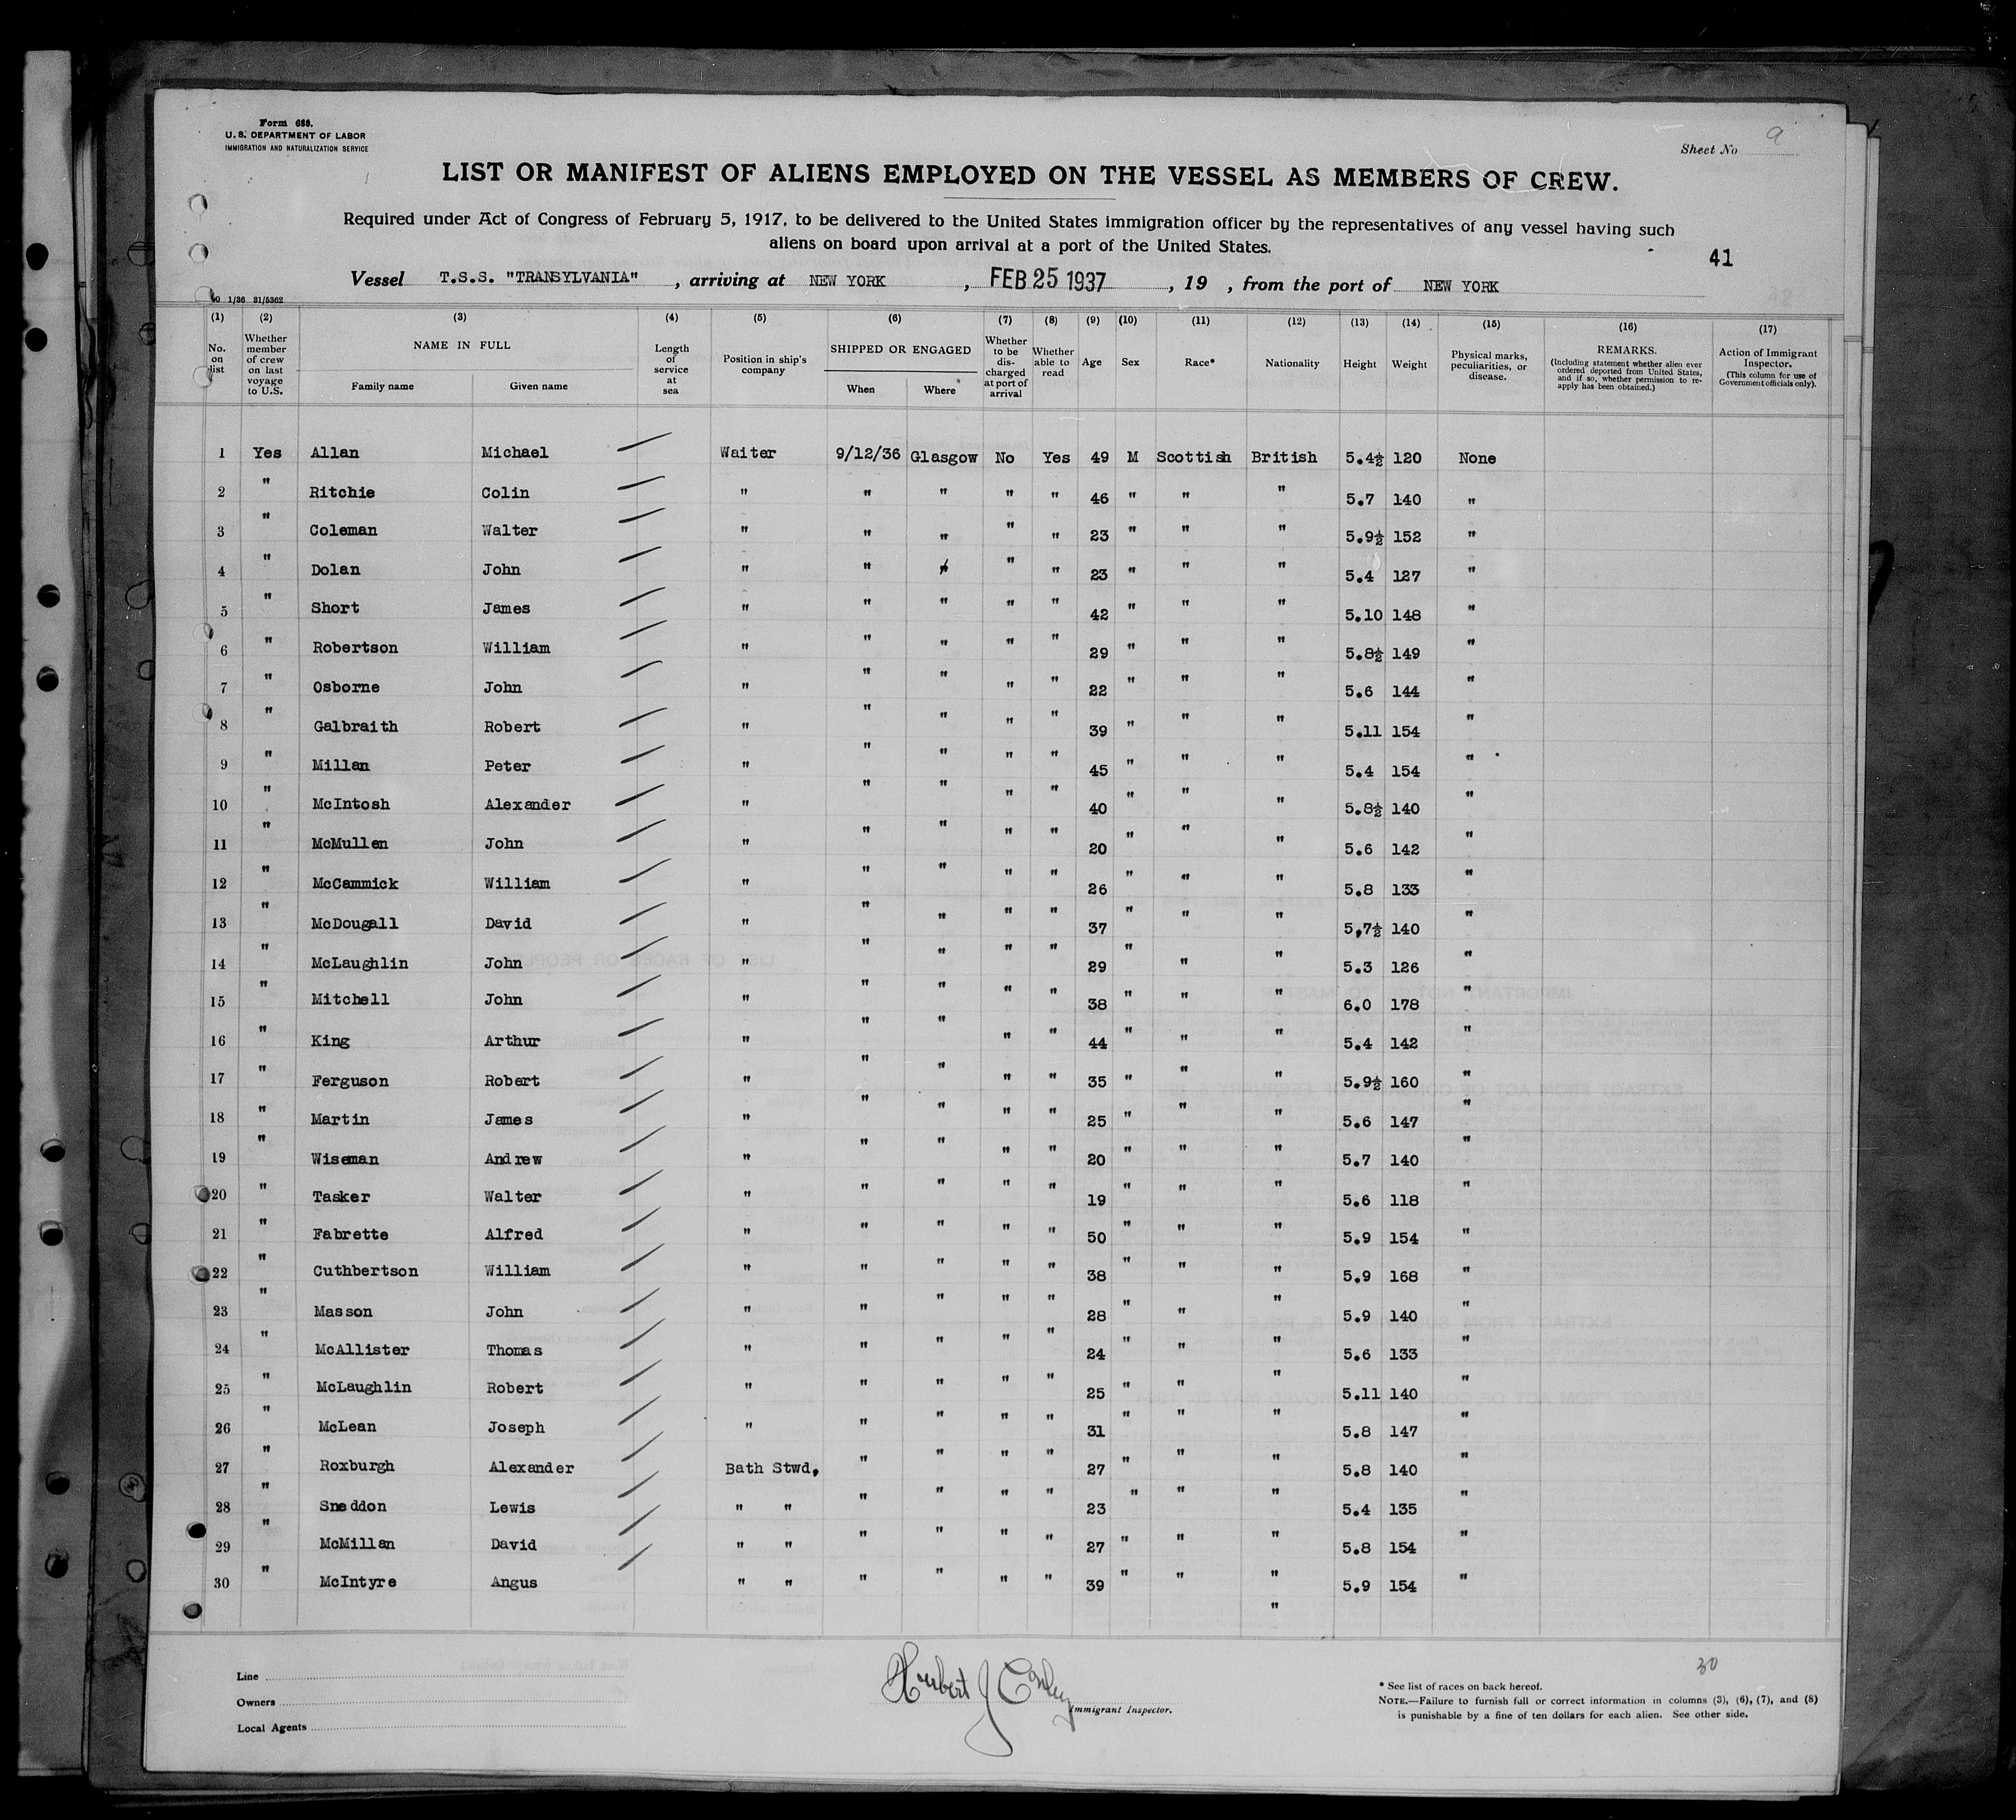 Form 680.
U. S. DEPARTMENT OF LABOR
IMMIGRATION AND NATURALIZATION SERVICE
Sheet No 9
LIST OR MANIFEST OF ALIENS EMPLOYED ON THE VESSEL AS MEMBERS OF CREW.
Required under Act of Congress of February 5, 1917, to be delivered to the United States immigration officer by the representatives of any vessel having such
aliens on board upon arrival at a port of the United States.
41
Vessel T.S.S. "TRANSYLVANIA" , arriving at NEW YORK , FEB 25 1937 , 19 , from the port of NEW YORK
1/36 31/5362
(1) (2) (3) (4) (5) (6) (7) (8) (9) (10) (11) (12) (13) (14) (15) (16) (17)
No. on list
Whether member of crew on last voyage to U.S.
NAME IN FULL
Family name Given name
Length of service at sea
Position in ship's company
SHIPPED OR ENGAGED
When Where
Whether to be discharged at port of arrival
Whether able to read
Age
Sex
Race*
Nationality
Height
Weight
Physical marks, peculiarities, or disease.
REMARKS.
(Including statement whether alien ever ordered deported from United States, and if so, whether permission to re-apply has been obtained.)
Action of Immigrant Inspector.
(This column for use of Government officials only).
1 Yes Allan Michael Waiter 9/12/36 Glasgow No Yes 49 M Scottish British 5.4½ 120 None
2 " Ritchie Colin " " " " " 46 " " " 5.7 140 "
3 " Coleman Walter " " " " " 23 " " " 5.9½ 152 "
4 " Dolan John " " " " " 23 " " " 5.4 127 "
5 " Short James " " " " " 42 " " " 5.10 148 "
6 " Robertson William " " " " " 29 " " " 5.8½ 149 "
7 " Osborne John " " " " " 22 " " " 5.6 144 "
8 " Galbraith Robert " " " " " 39 " " " 5.11 154 "
9 " Millan Peter " " " " " 45 " " " 5.4 154 "
10 " McIntosh Alexander " " " " " 40 " " " 5.8½ 140 "
11 " McMullen John " " " " " 20 " " " 5.6 142 "
12 " McCammick William " " " " " 26 " " " 5.8 133 "
13 " McDougall David " " " " " 37 " " " 5,7½ 140 "
14 " McLaughlin John " " " " " 29 " " " 5.3 126 "
15 " Mitchell John " " " " " 38 " " " 6.0 178 "
16 " King Arthur " " " " " 44 " " " 5.4 142 "
17 " Ferguson Robert " " " " " 35 " " " 5.9½ 160 "
18 " Martin James " " " " " 25 " " " 5.6 147 "
19 " Wiseman Andrew " " " " " 20 " " " 5.7 140 "
20 " Tasker Walter " " " " " 19 " " " 5.6 118 "
21 " Fabrette Alfred " " " " " 50 " " " 5.9 154 "
22 " Cuthbertson William " " " " " 38 " " " 5.9 168 "
23 " Masson John " " " " " 28 " " " 5.9 140 "
24 " McAllister Thomas " " " " " 24 " " " 5.6 133 "
25 " McLaughlin Robert " " " " " 25 " " " 5.11 140 "
26 " McLean Joseph " " " " " 31 " " " 5.8 147 "
27 " Roxburgh Alexander Bath Stwd, " " " " 27 " " " 5.8 140 "
28 " Sneddon Lewis " " " " " " 23 " " " 5.4 135 "
29 " McMillan David " " " " " " 27 " " " 5.8 154 "
30 " McIntyre Angus " " " " " " 39 " " " 5.9 154 "
"
30
Line
Owners
Local Agents
Herbert J Conley
Immigrant Inspector.
* See list of races on back hereof.
NOTE.—Failure to furnish full or correct information in columns (3), (6), (7), and (8)
is punishable by a fine of ten dollars for each alien. See other side.